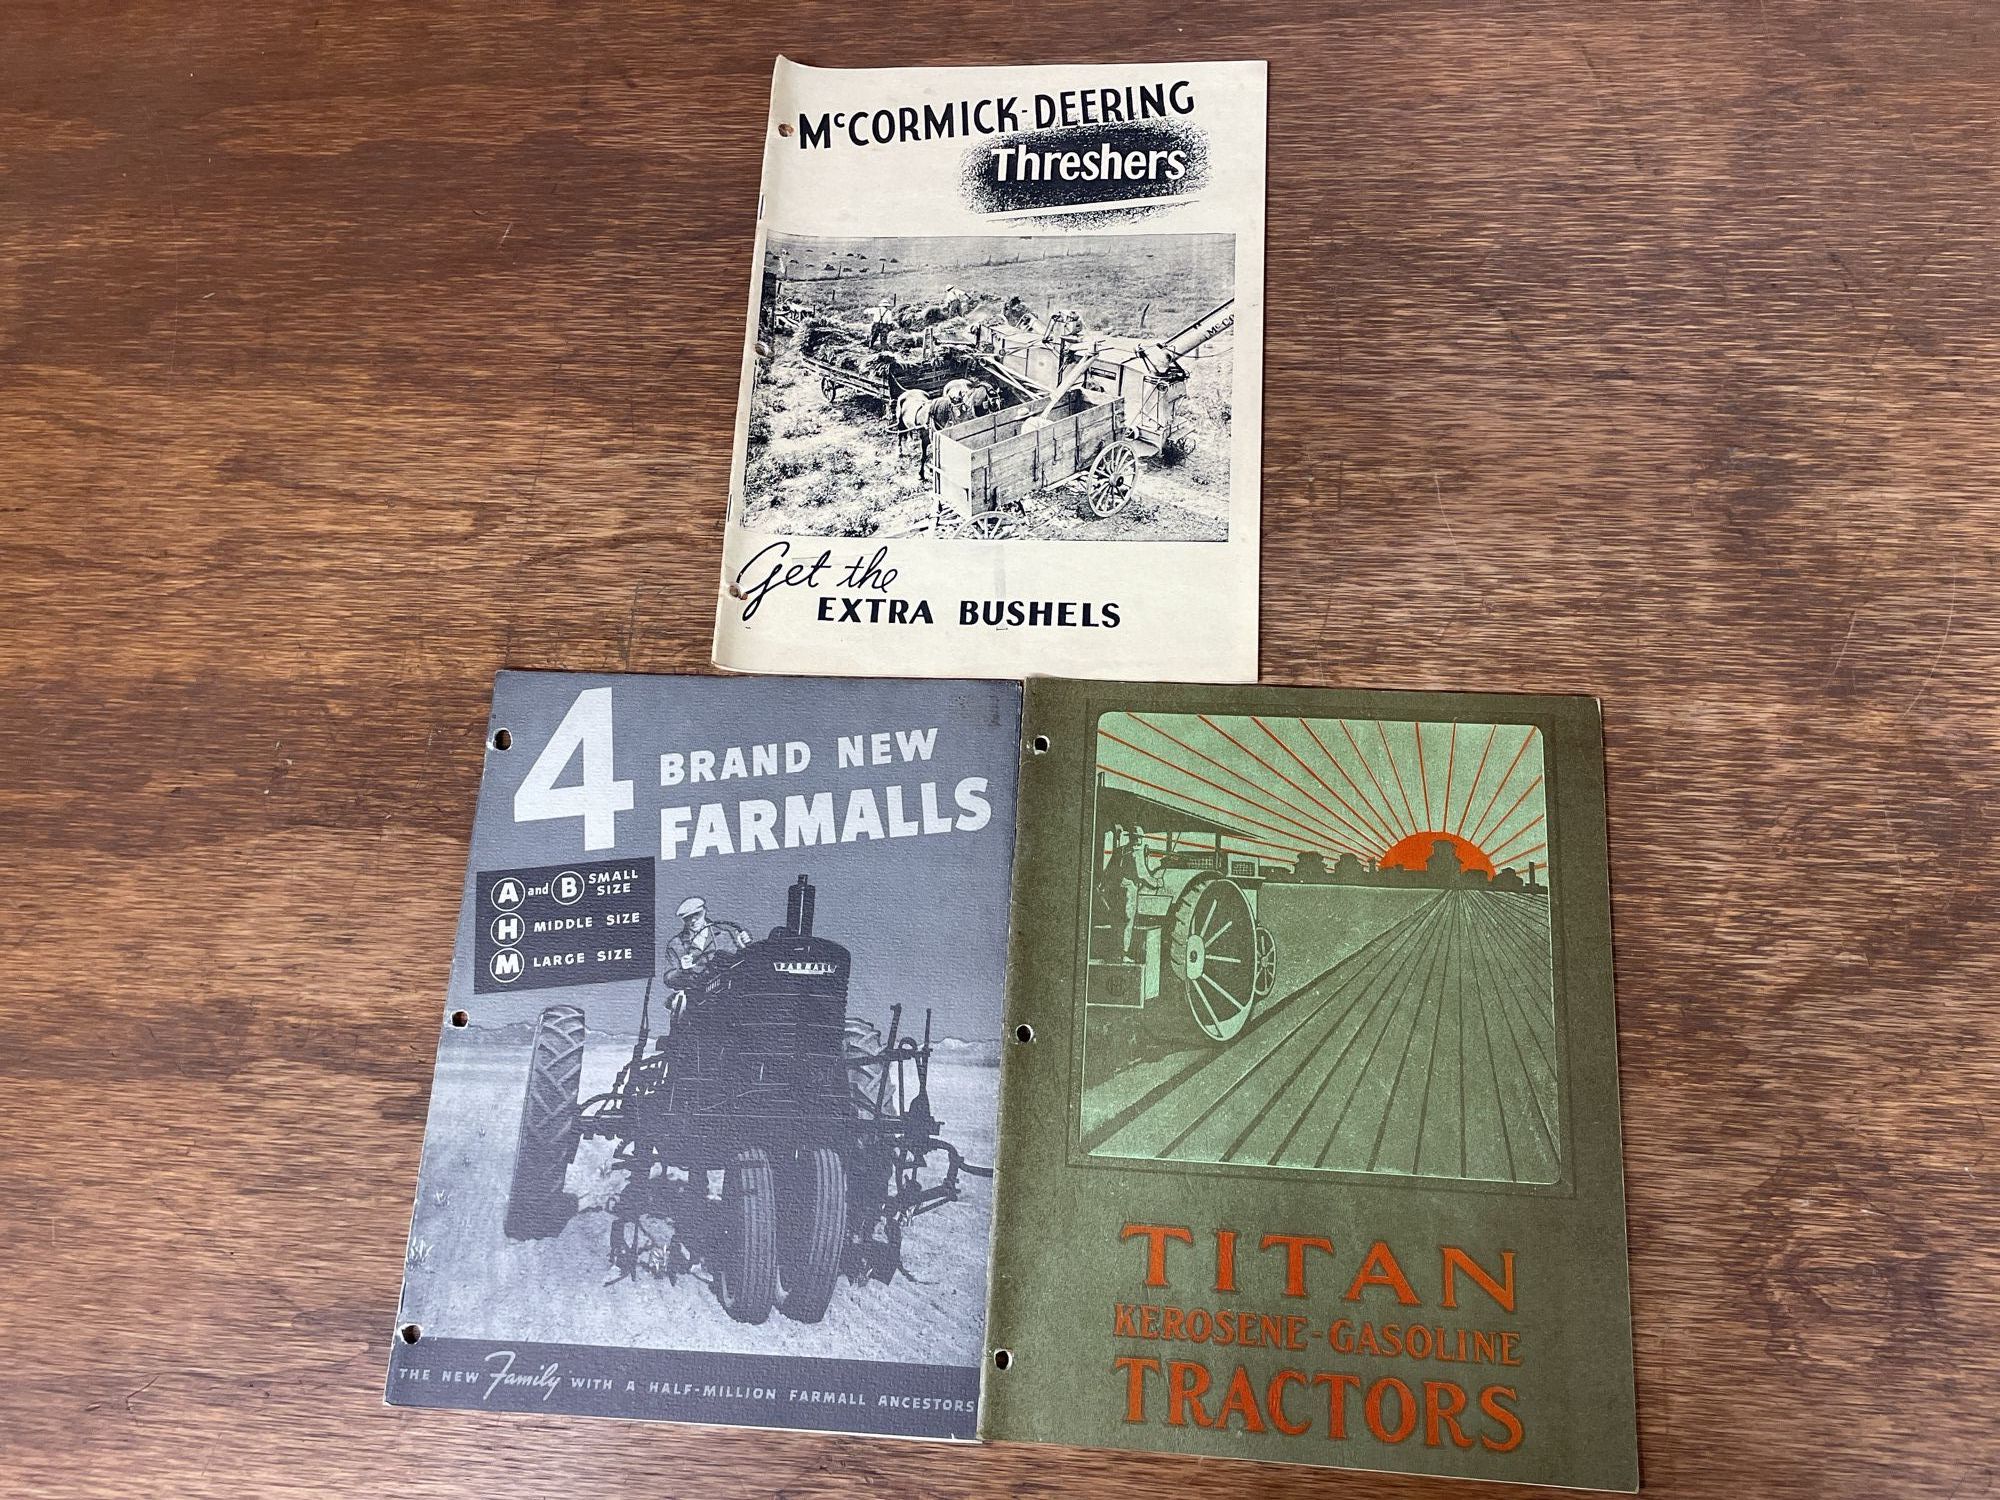 McCORMICK-DEERING
Threshers
McCO
Get the
EXTRA BUSHELS
4 BRAND NEW
FARMALLS
A and B SMALL SIZE
H MIDDLE SIZE
M LARGE SIZE
FARMALL
THE NEW Family WITH A HALF-MILLION FARMALL ANCESTORS
TITAN
KEROSENE-GASOLINE
TRACTORS